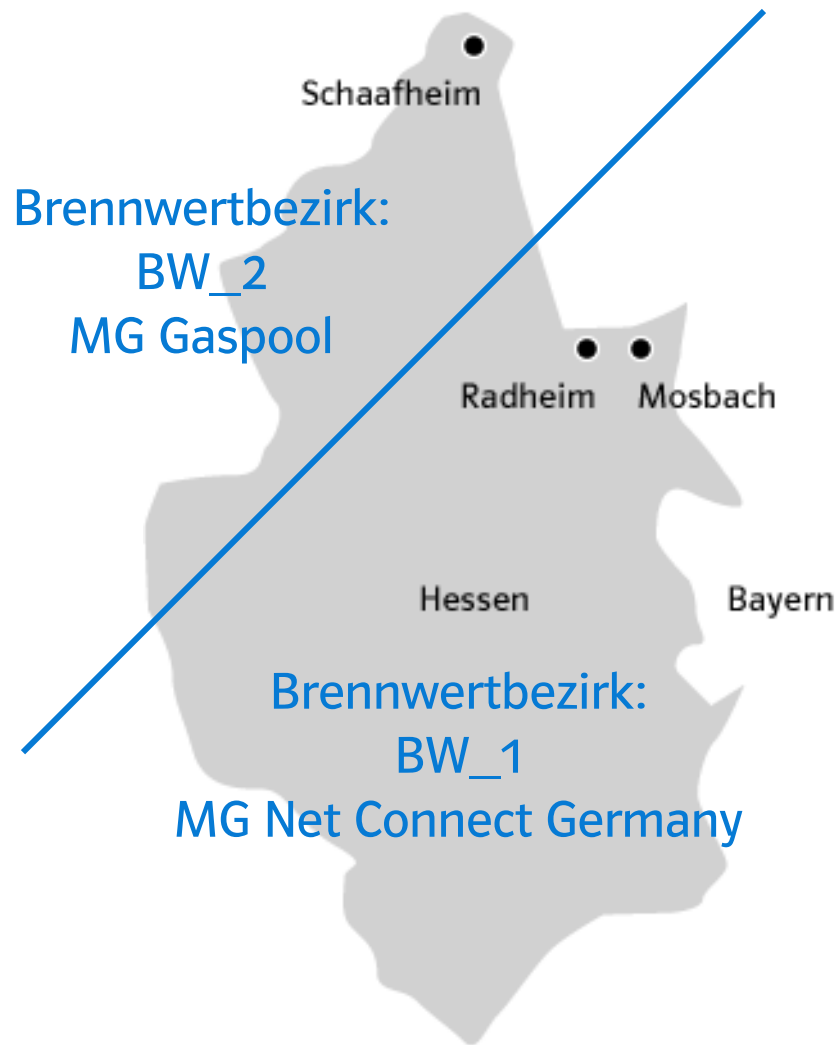 Schaafheim
Brennwertbezirk:
BW_2
MG Gaspool
Radheim Mosbach
Hessen Bayern
Brennwertbezirk:
BW_1
MG Net Connect Germany